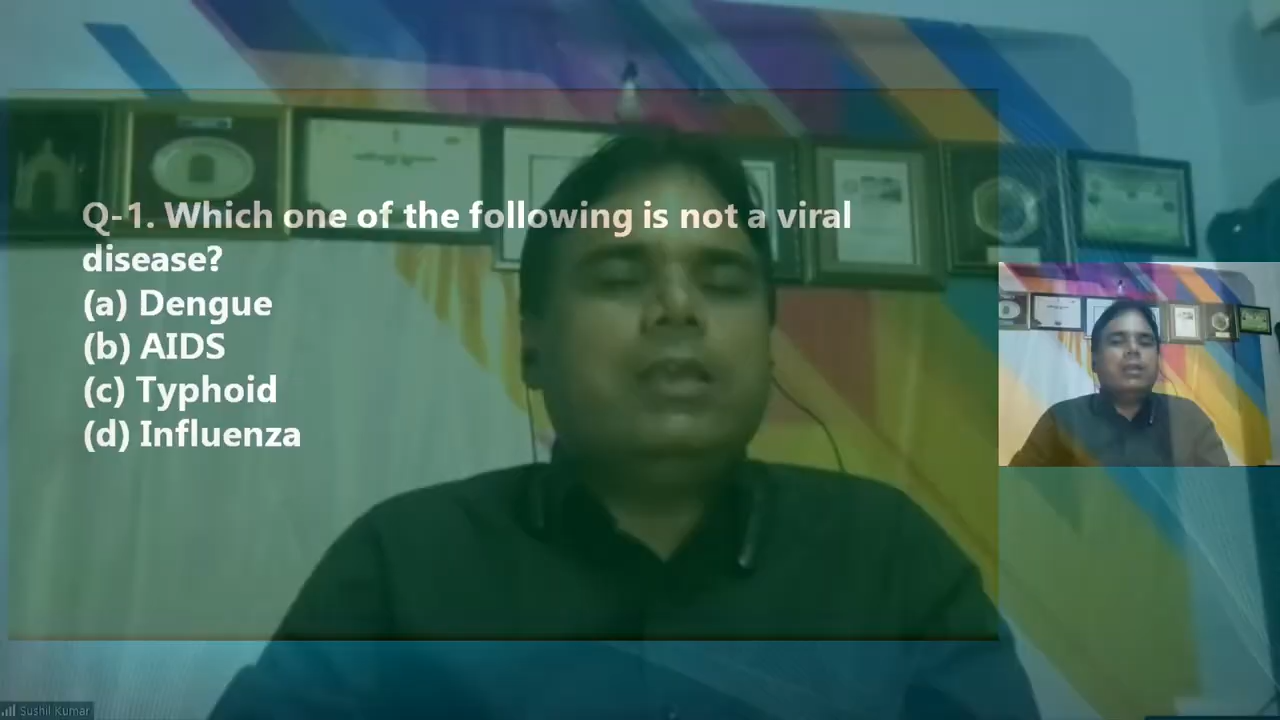 Q-1. Which one of the following is not a viral
disease?
(a) Dengue
(b) AIDS
(c) Typhoid
(d) Influenza
Sushil Kumar